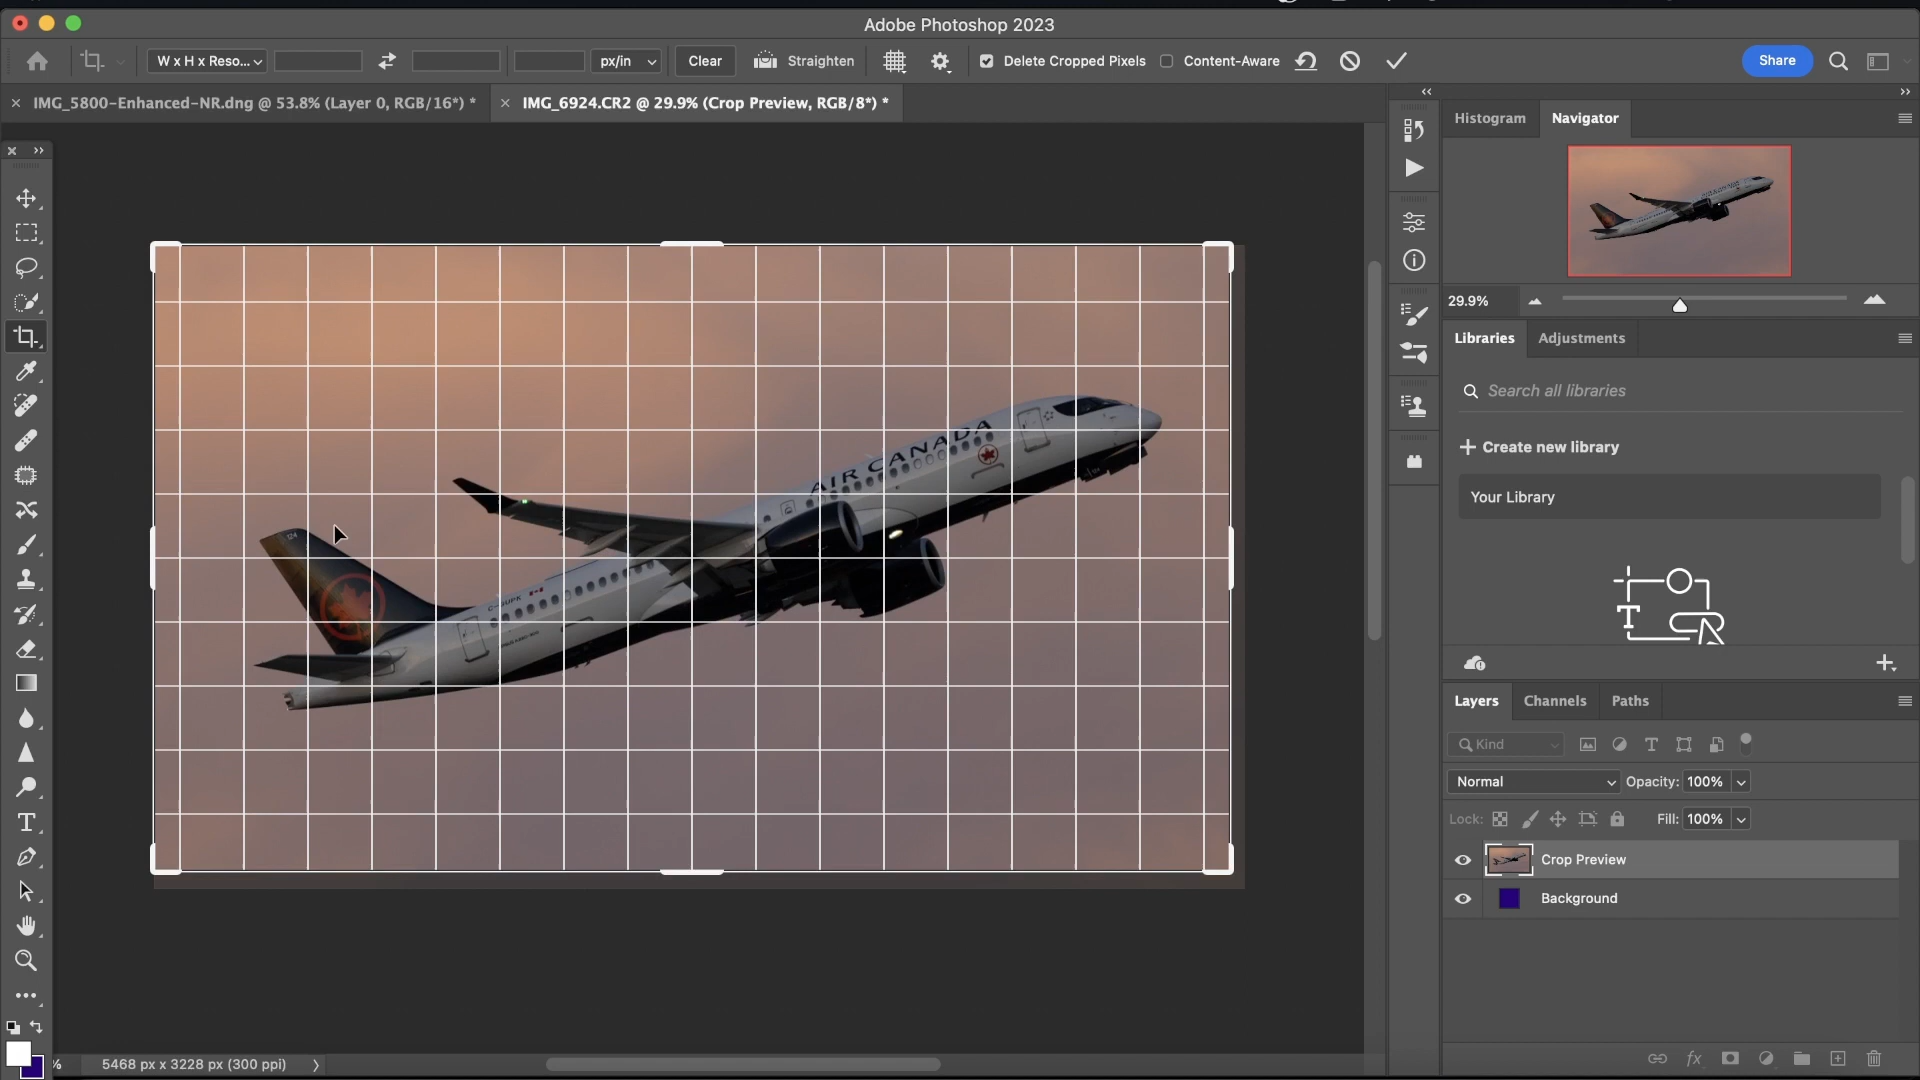 Adobe Photoshop 2023
W x H x Reso... px/in Clear Straighten Delete Cropped Pixels Content-Aware Share
IMG_5800-Enhanced-NR.dng @ 53.8% (Layer 0, RGB/16*) * IMG_6924.CR2 @ 29.9% (Crop Preview, RGB/8*) *
Histogram Navigator
29.9%
Libraries Adjustments
Search all libraries
Create new library
Your Library
AIR CANADA
124
Layers Channels Paths
Kind
Normal Opacity: 100%
Lock: Fill: 100%
Crop Preview
Background
% 5468 px x 3228 px (300 ppi)